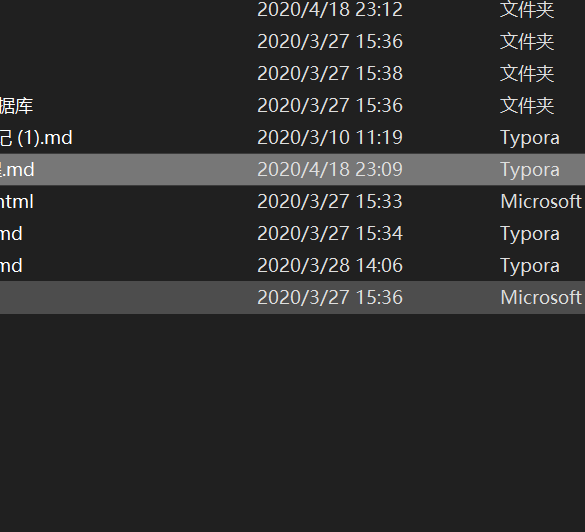 2020/4/18 23:12 文件夹
2020/3/27 15:36 文件夹
2020/3/27 15:38 文件夹
据库 2020/3/27 15:36 文件夹
记 (1).md 2020/3/10 11:19 Typora
.md 2020/4/18 23:09 Typora
html 2020/3/27 15:33 Microsoft
md 2020/3/27 15:34 Typora
md 2020/3/28 14:06 Typora
2020/3/27 15:36 Microsoft